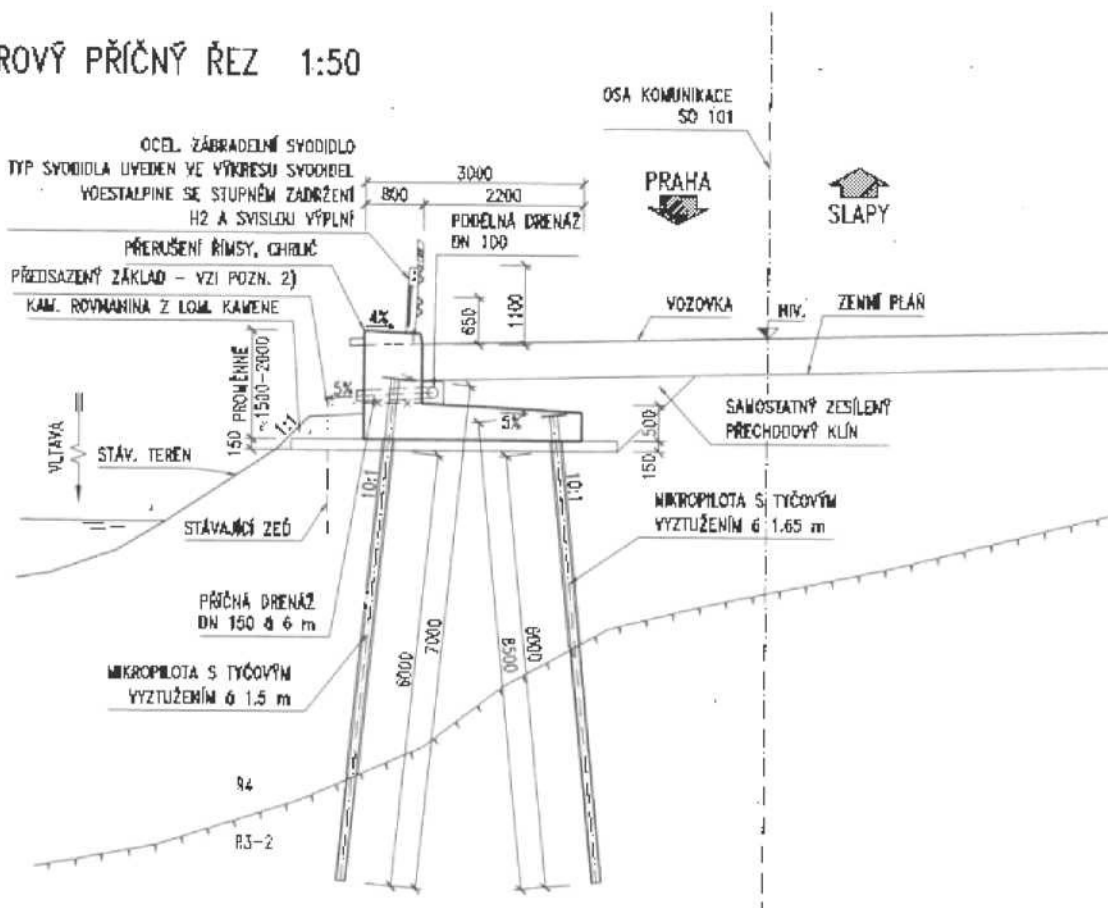 ROVÝ PŘÍČNÝ ŘEZ 1:50
OSA KOMUNIKACE
SO 101
OCEL. ZÁBRADELNÍ SVODIDLO
TYP SVODIDLA UVEDEN VE VÝKRESU SVODIDEL
VOESTALPINE SE STUPNĚM ZADRŽENÍ
H2 A SVISLOU VÝPLNÍ
3000
800
2200
PRAHA
SLAPY
PODÉLNÁ DRENÁŽ
DN 100
PŘERUŠENÍ ŘÍMSY, CHRLIČ
PŘEDSAZENÝ ZÁKLAD - VZI POZN. 2)
KAM. ROVNANINA Z LOM. KAMENE
4%
650
1100
VOZOVKA
NIV.
ZEMNÍ PLÁŇ
PROMĚNNÉ
~1500-2800
150
1:1
5%
5%
500
150
SAMOSTATNÝ ZESÍLENÝ
PŘECHODOVÝ KLÍN
VLTAVA
STÁV. TERÉN
STÁVAJÍCÍ ZEĎ
10:1
10:1
MIKROPILOTA S TYČOVÝM
VYZTUŽENÍM á 1.65 m
PŘÍČNÁ DRENÁŽ
DN 150 á 6 m
6000
7000
8500
8000
MIKROPILOTA S TYČOVÝM
VYZTUŽENÍM á 1.5 m
R4
R3-2